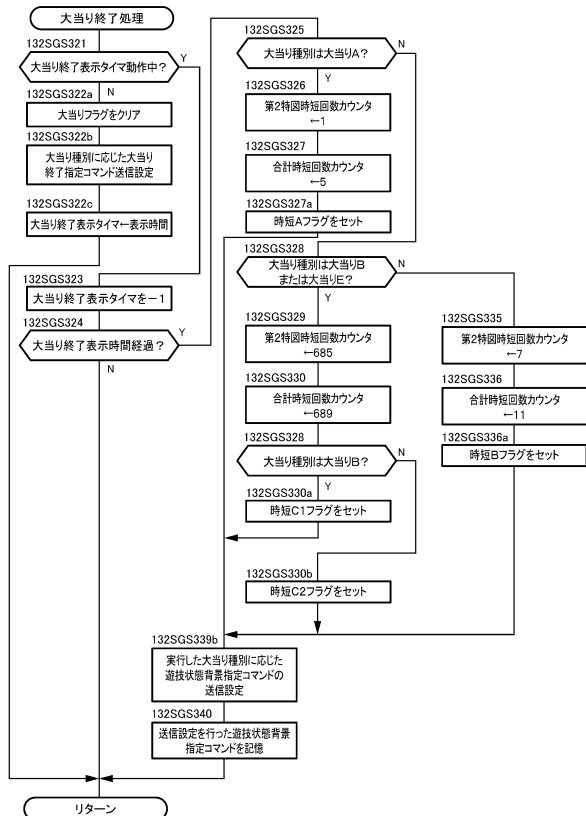 大当り終了処理
132SGS321
大当り終了表示タイマ動作中？
Y
N
132SGS322a
大当りフラグをクリア
132SGS322b
大当り種別に応じた大当り
終了指定コマンド送信設定
132SGS322c
大当り終了表示タイマ←表示時間
132SGS323
大当り終了表示タイマを－1
132SGS324
大当り終了表示時間経過？
Y
N
132SGS325
大当り種別は大当りA？
N
Y
132SGS326
第2特図時短回数カウンタ
←1
132SGS327
合計時短回数カウンタ
←5
132SGS327a
時短Aフラグをセット
132SGS328
大当り種別は大当りB
または大当りE？
N
Y
132SGS329
第2特図時短回数カウンタ
←685
132SGS330
合計時短回数カウンタ
←689
132SGS328
大当り種別は大当りB？
N
Y
132SGS330a
時短C1フラグをセット
132SGS330b
時短C2フラグをセット
132SGS335
第2特図時短回数カウンタ
←7
132SGS336
合計時短回数カウンタ
←11
132SGS336a
時短Bフラグをセット
132SGS339b
実行した大当り種別に応じた
遊技状態背景指定コマンドの
送信設定
132SGS340
送信設定を行った遊技状態背景
指定コマンドを記憶
リターン